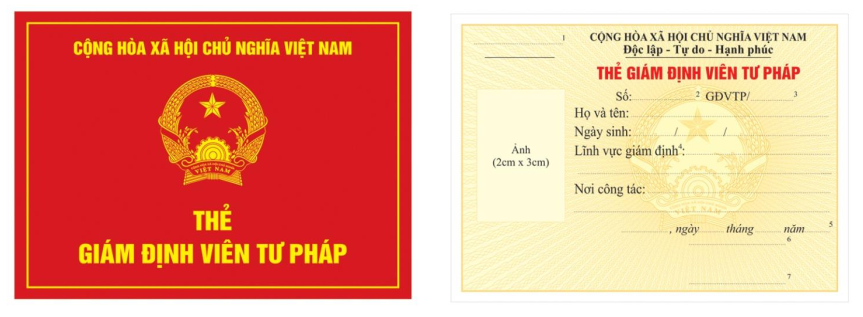 CỘNG HÒA XÃ HỘI CHỦ NGHĨA VIỆT NAM
VIỆT NAM
THẺ
GIÁM ĐỊNH VIÊN TƯ PHÁP
1
CỘNG HÒA XÃ HỘI CHỦ NGHĨA VIỆT NAM
Độc lập - Tự do - Hạnh phúc
THẺ GIÁM ĐỊNH VIÊN TƯ PHÁP
Số: 2 GĐVTP/ 3
Họ và tên:
Ngày sinh: / /
Ảnh
(2cm x 3cm)
Lĩnh vực giám định4:
Nơi công tác:
VIỆT NAM
, ngày tháng năm 5
6
7